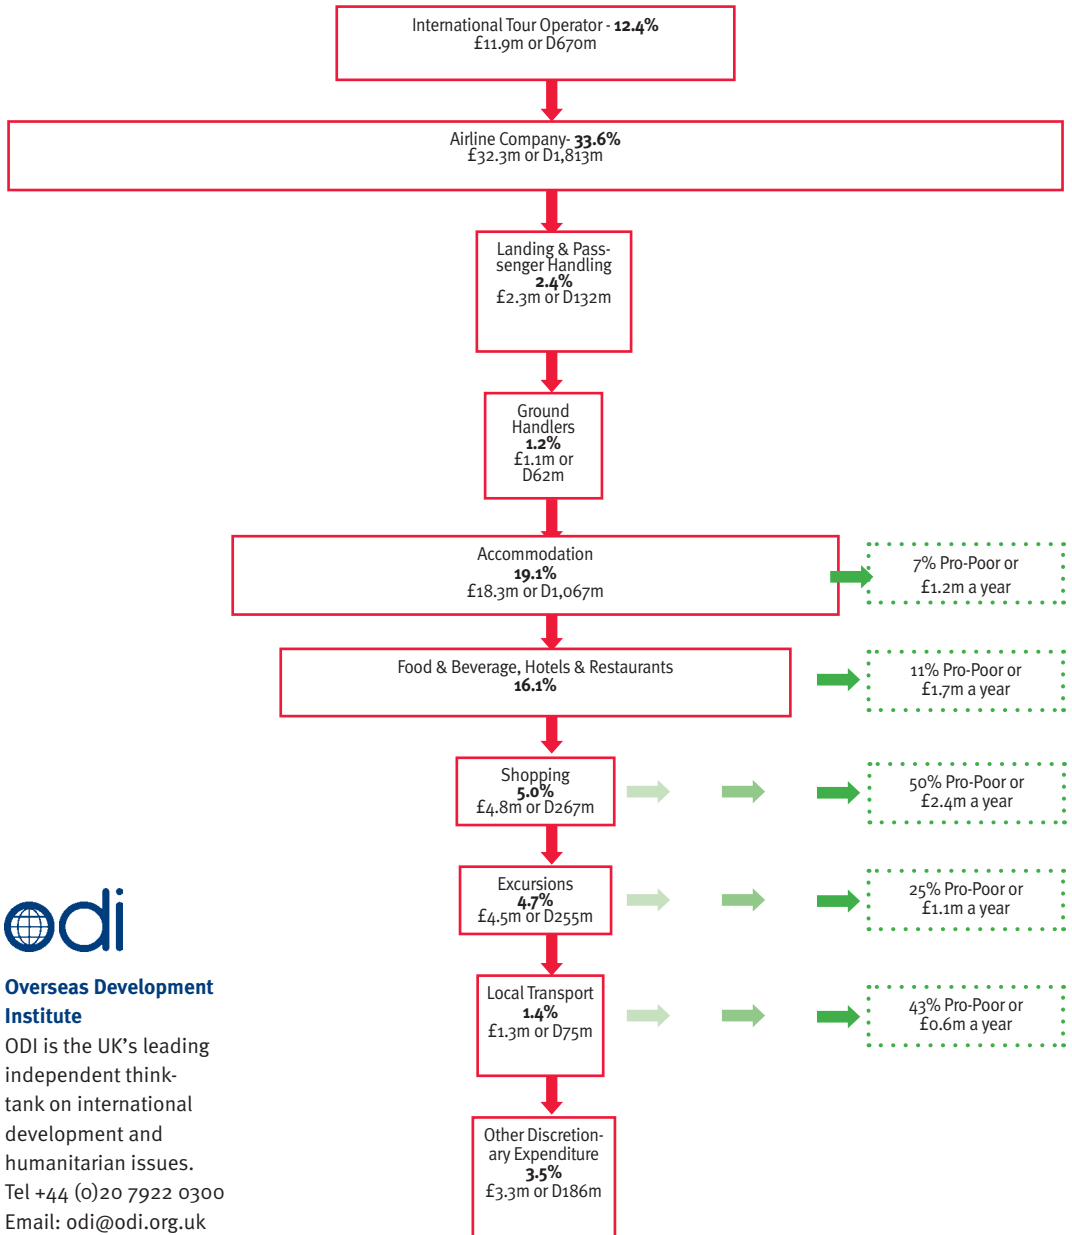 International Tour Operator - 12.4%
£11.9m or D670m
Airline Company- 33.6%
£32.3m or D1,813m
Landing & Pass-
senger Handling
2.4%
£2.3m or D132m
Ground
Handlers
1.2%
£1.1m or
D62m
Accommodation
19.1%
£18.3m or D1,067m
7% Pro-Poor or
£1.2m a year
Food & Beverage, Hotels & Restaurants
16.1%
11% Pro-Poor or
£1.7m a year
Shopping
5.0%
£4.8m or D267m
50% Pro-Poor or
£2.4m a year
Excursions
4.7%
£4.5m or D255m
25% Pro-Poor or
£1.1m a year
Local Transport
1.4%
£1.3m or D75m
43% Pro-Poor or
£0.6m a year
Other Discretion-
ary Expenditure
3.5%
£3.3m or D186m
odi
Overseas Development
Institute
ODI is the UK’s leading
independent think-
tank on international
development and
humanitarian issues.
Tel +44 (0)20 7922 0300
Email: odi@odi.org.uk